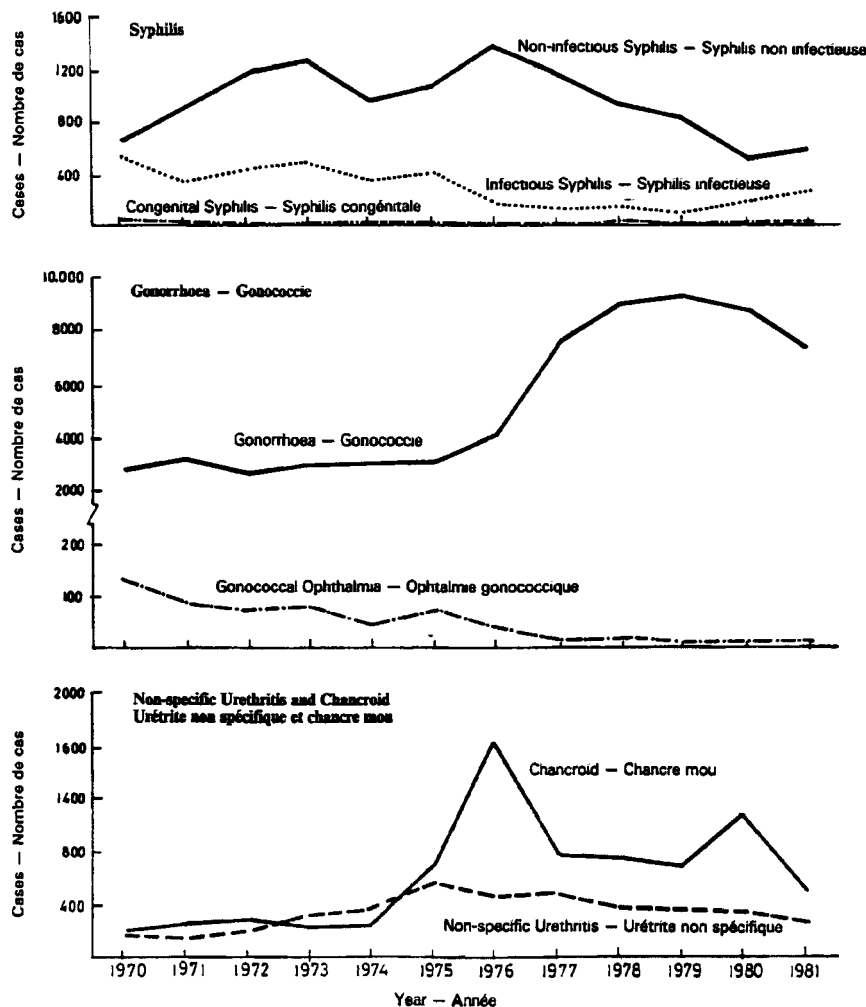 Syphilis
Cases — Nombre de cas
1600
1200
800
400
Non-infectious Syphilis — Syphilis non infectieuse
Infectious Syphilis — Syphilis infectieuse
Congenital Syphilis — Syphilis congénitale
Gonorrhoea — Gonococcie
Cases — Nombre de cas
10.000
8000
6000
4000
2000
200
100
Gonorrhoea — Gonococcie
Gonococcal Ophthalmia — Ophtalmie gonococcique
Non-specific Urethritis and Chancroid
Urétrite non spécifique et chancre mou
Cases — Nombre de cas
2000
1600
1400
800
400
Chancroid — Chancre mou
Non-specific Urethritis — Urétrite non spécifique
1970 1971 1972 1973 1974 1975 1976 1977 1978 1979 1980 1981
Year — Année